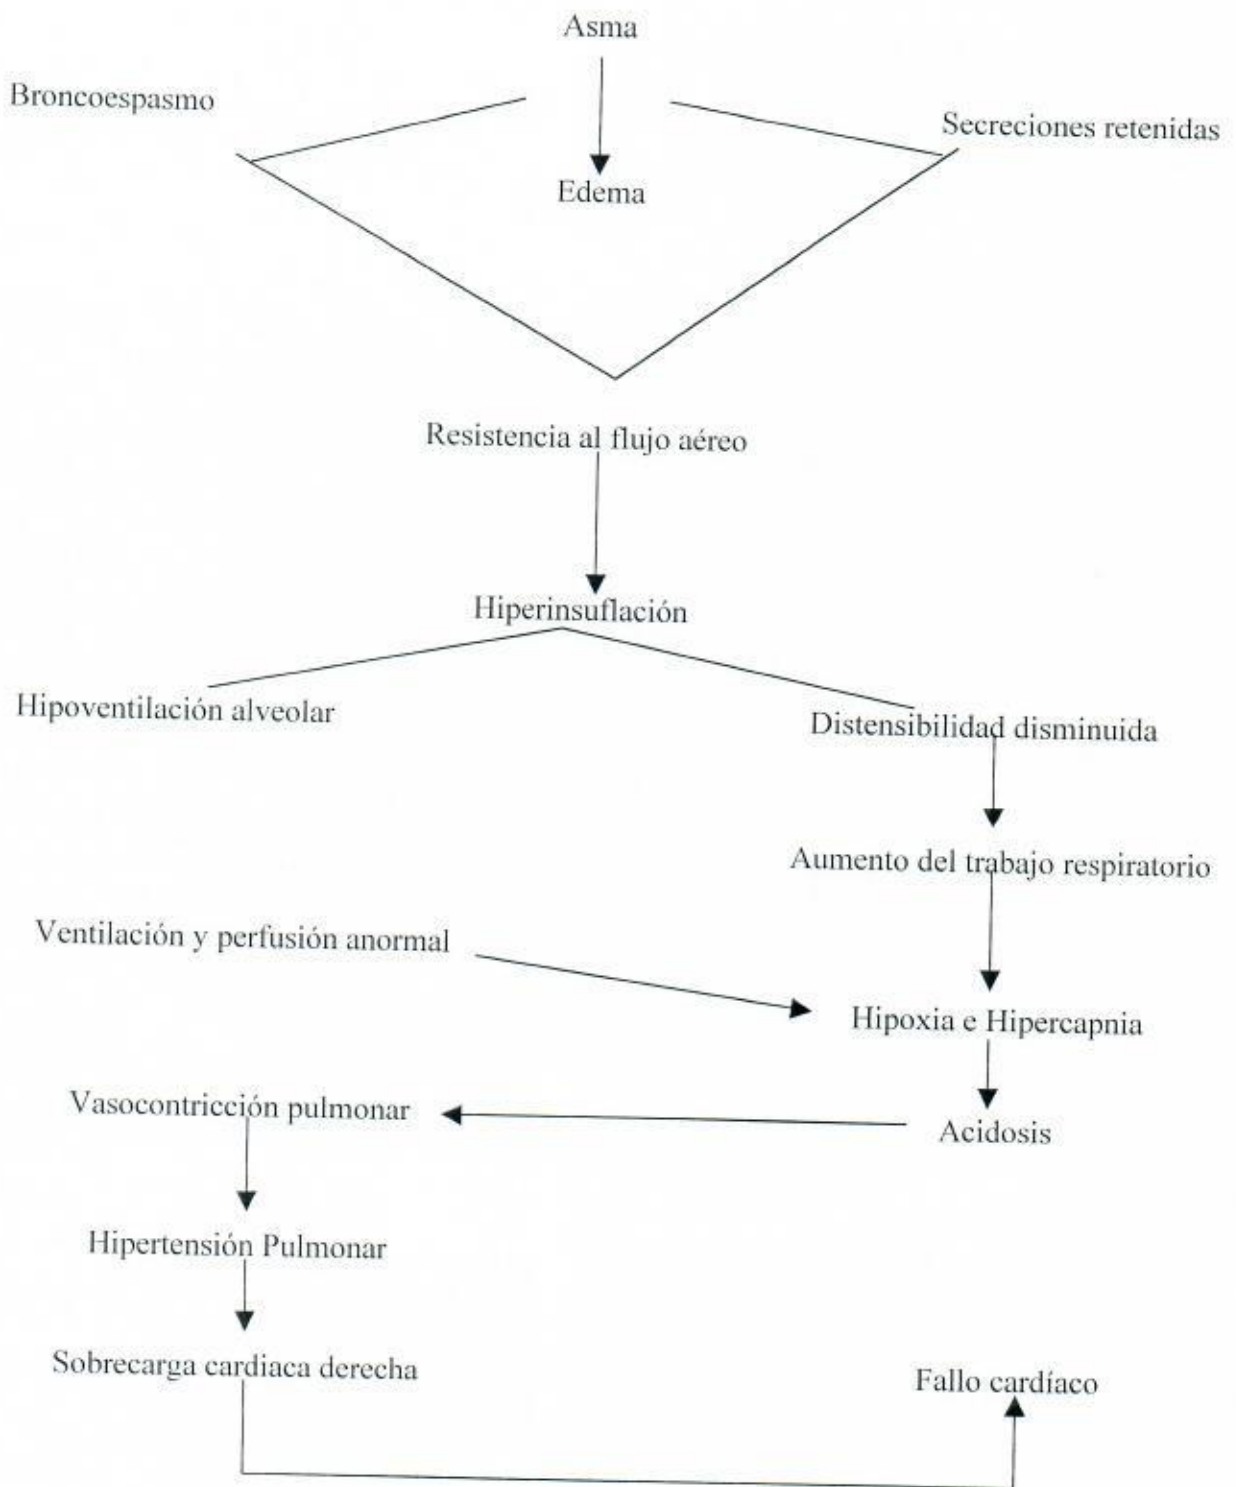 Asma
Broncoespasmo
Secreciones retenidas
Edema
Resistencia al flujo aéreo
Hiperinsuflación
Hipoventilación alveolar
Distensibilidad disminuida
Aumento del trabajo respiratorio
Ventilación y perfusión anormal
Hipoxia e Hipercapnia
Vasocontricción pulmonar
Acidosis
Hipertensión Pulmonar
Sobrecarga cardiaca derecha
Fallo cardíaco